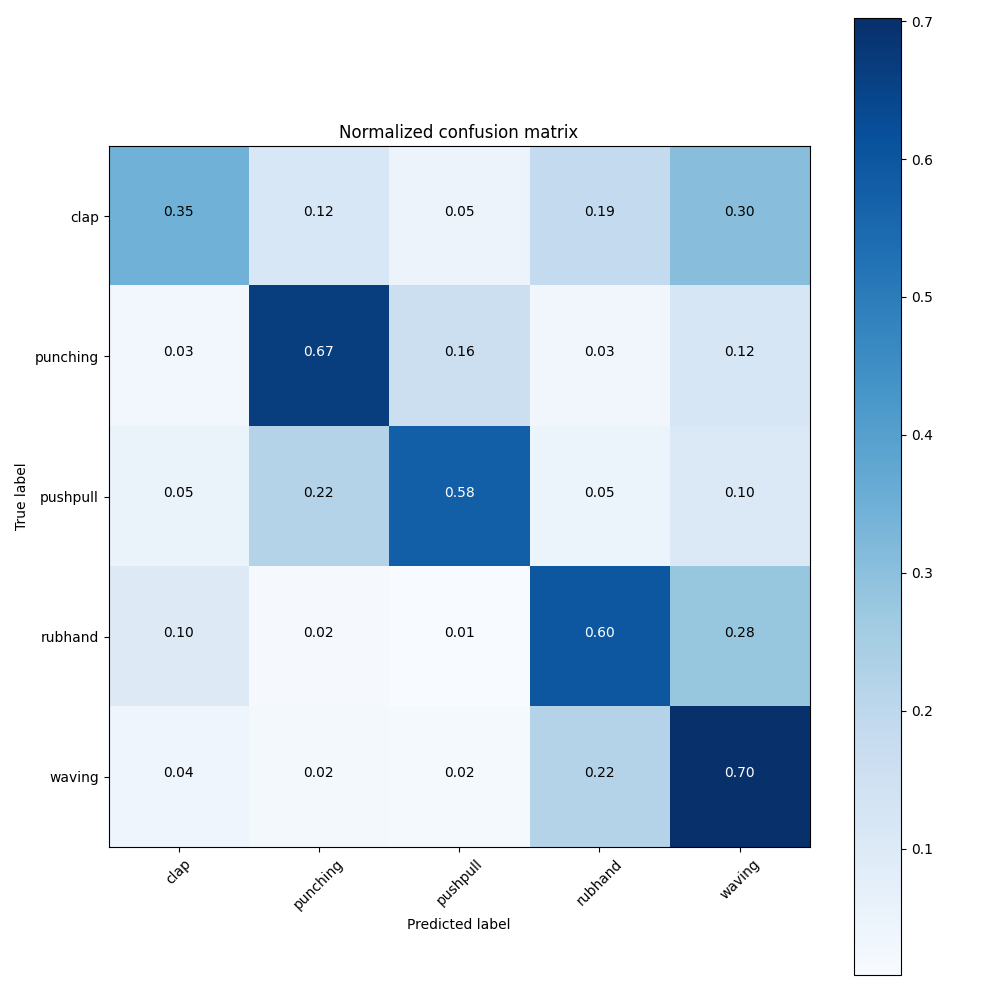 Normalized confusion matrix
clap 0.35 0.12 0.05 0.19 0.30
punching 0.03 0.67 0.16 0.03 0.12
pushpull 0.05 0.22 0.58 0.05 0.10
rubhand 0.10 0.02 0.01 0.60 0.28
waving 0.04 0.02 0.02 0.22 0.70
True label
clap punching pushpull rubhand waving
Predicted label
0.7
0.6
0.5
0.4
0.3
0.2
0.1